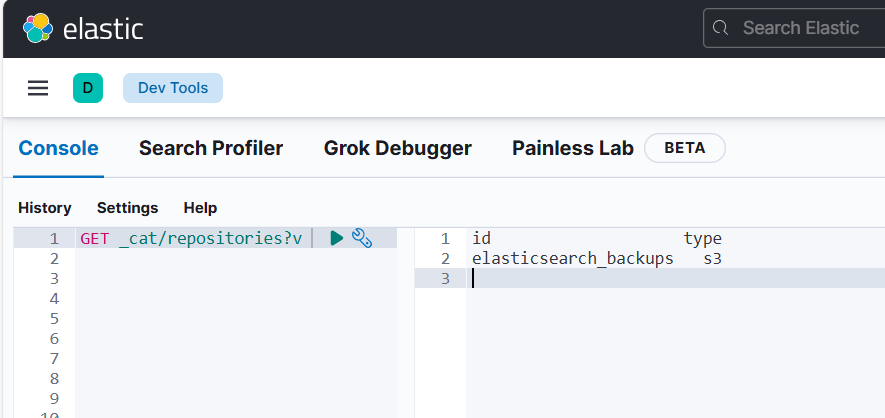 elastic
Search Elastic
D
Dev Tools
Console Search Profiler Grok Debugger Painless Lab BETA
History Settings Help
1 GET _cat/repositories?v
2
3
4
5
6
7
8
9
10
1 id type
2 elasticsearch_backups s3
3